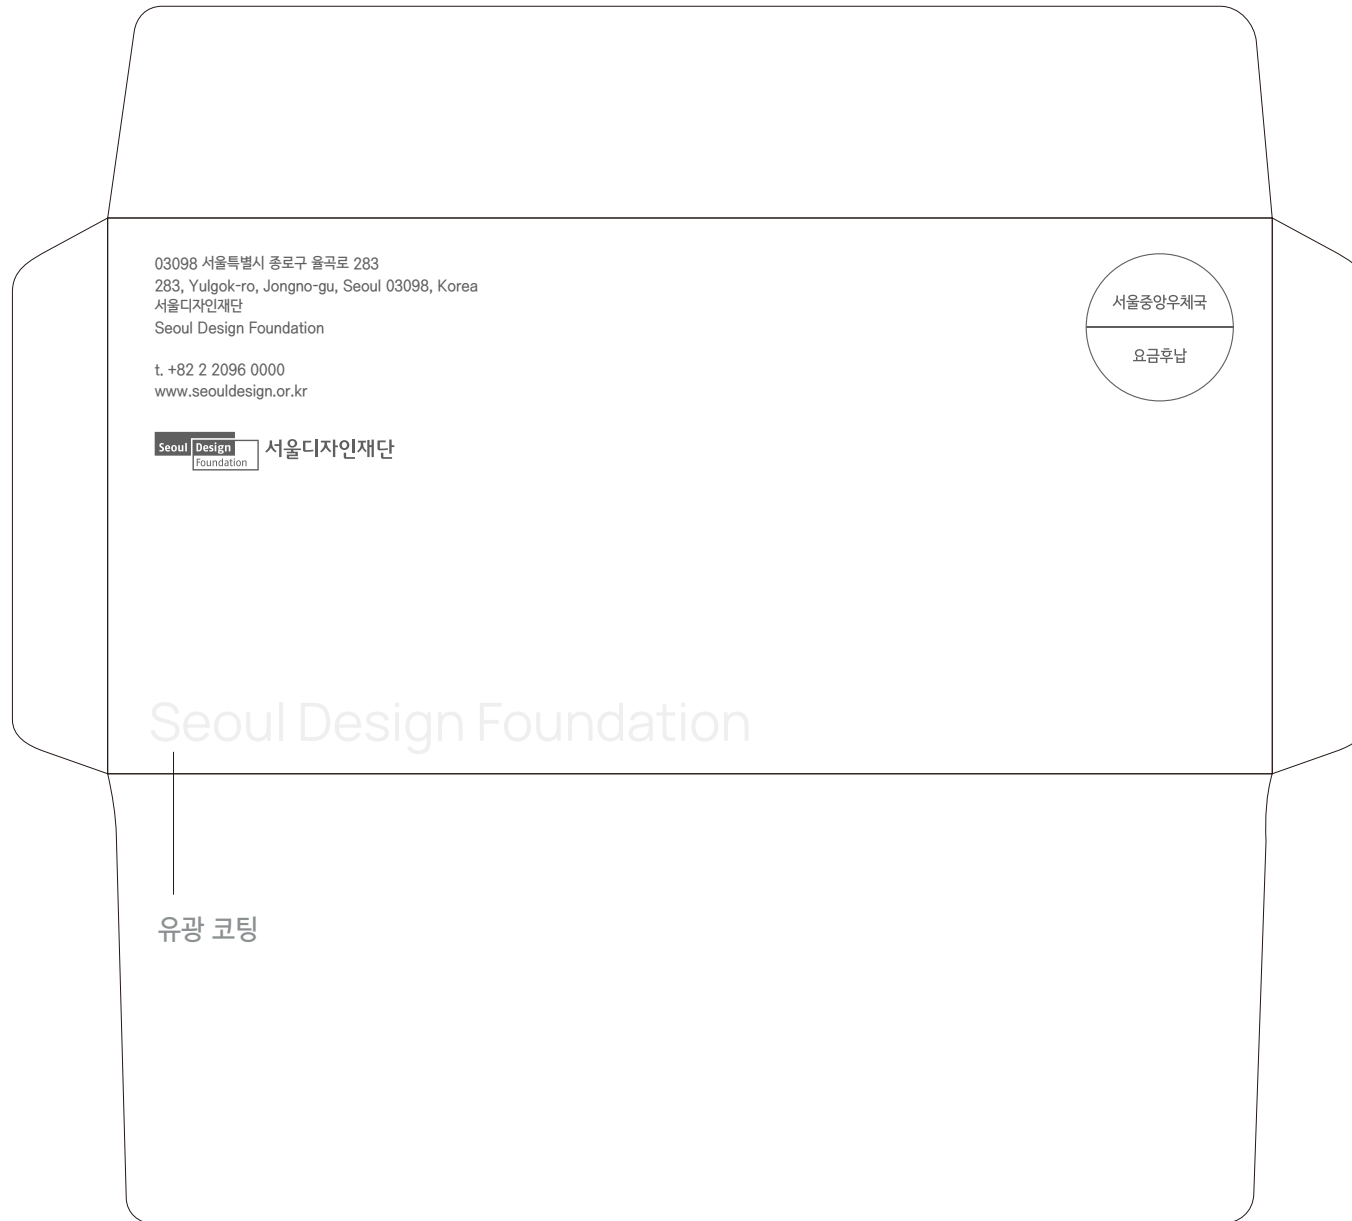 03098 서울특별시 종로구 율곡로 283
283, Yulgok-ro, Jongno-gu, Seoul 03098, Korea
서울디자인재단
Seoul Design Foundation
t. +82 2 2096 0000
www.seouldesign.or.kr
Seoul Design
Foundation
서울디자인재단
서울중앙우체국
요금후납
Seoul Design Foundation
유광 코팅